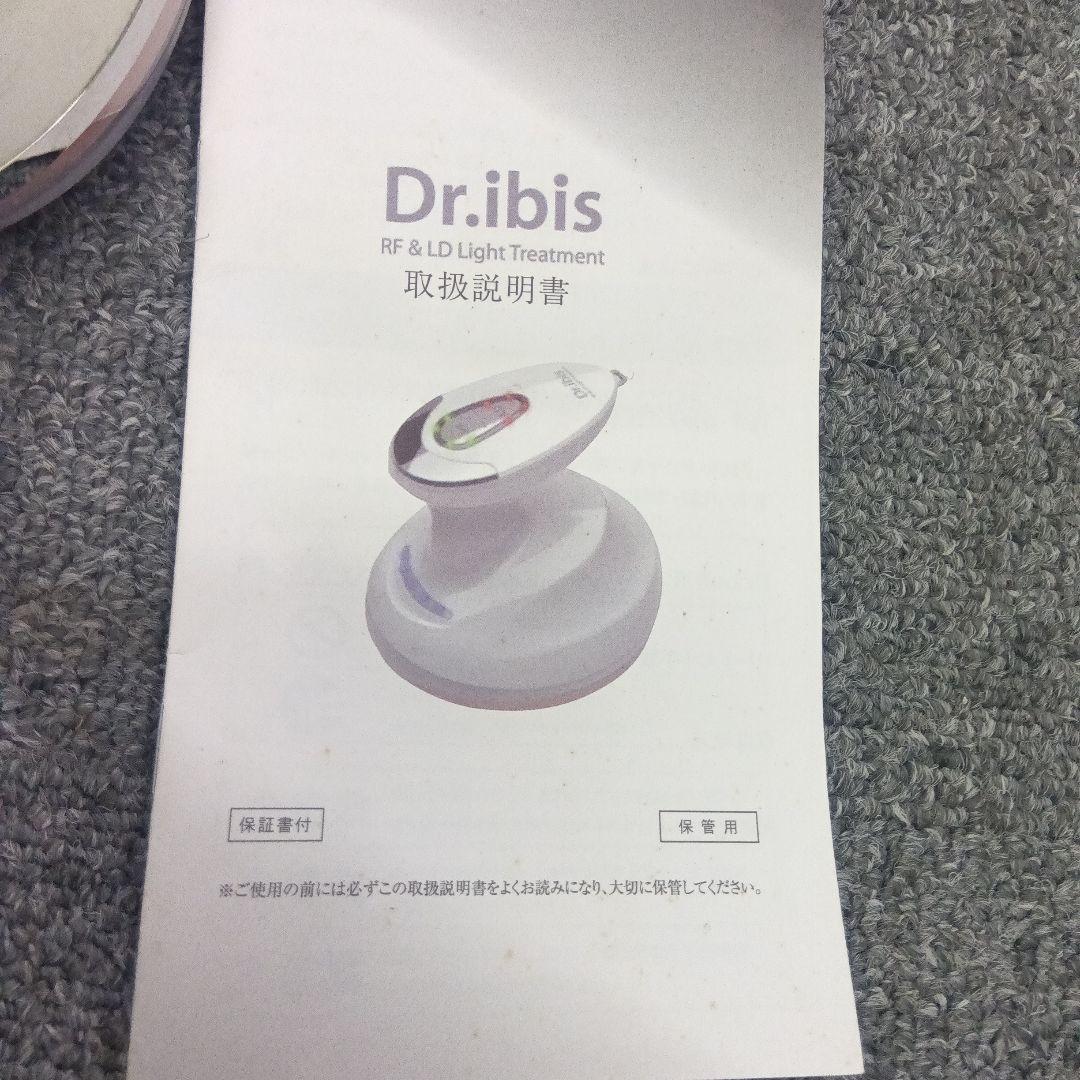 Dr.ibis
RF & LD Light Treatment
取扱説明書
Dr.ibis
保証書付
保管用
※ご使用の前には必ずこの取扱説明書をよくお読みになり、大切に保管してください。